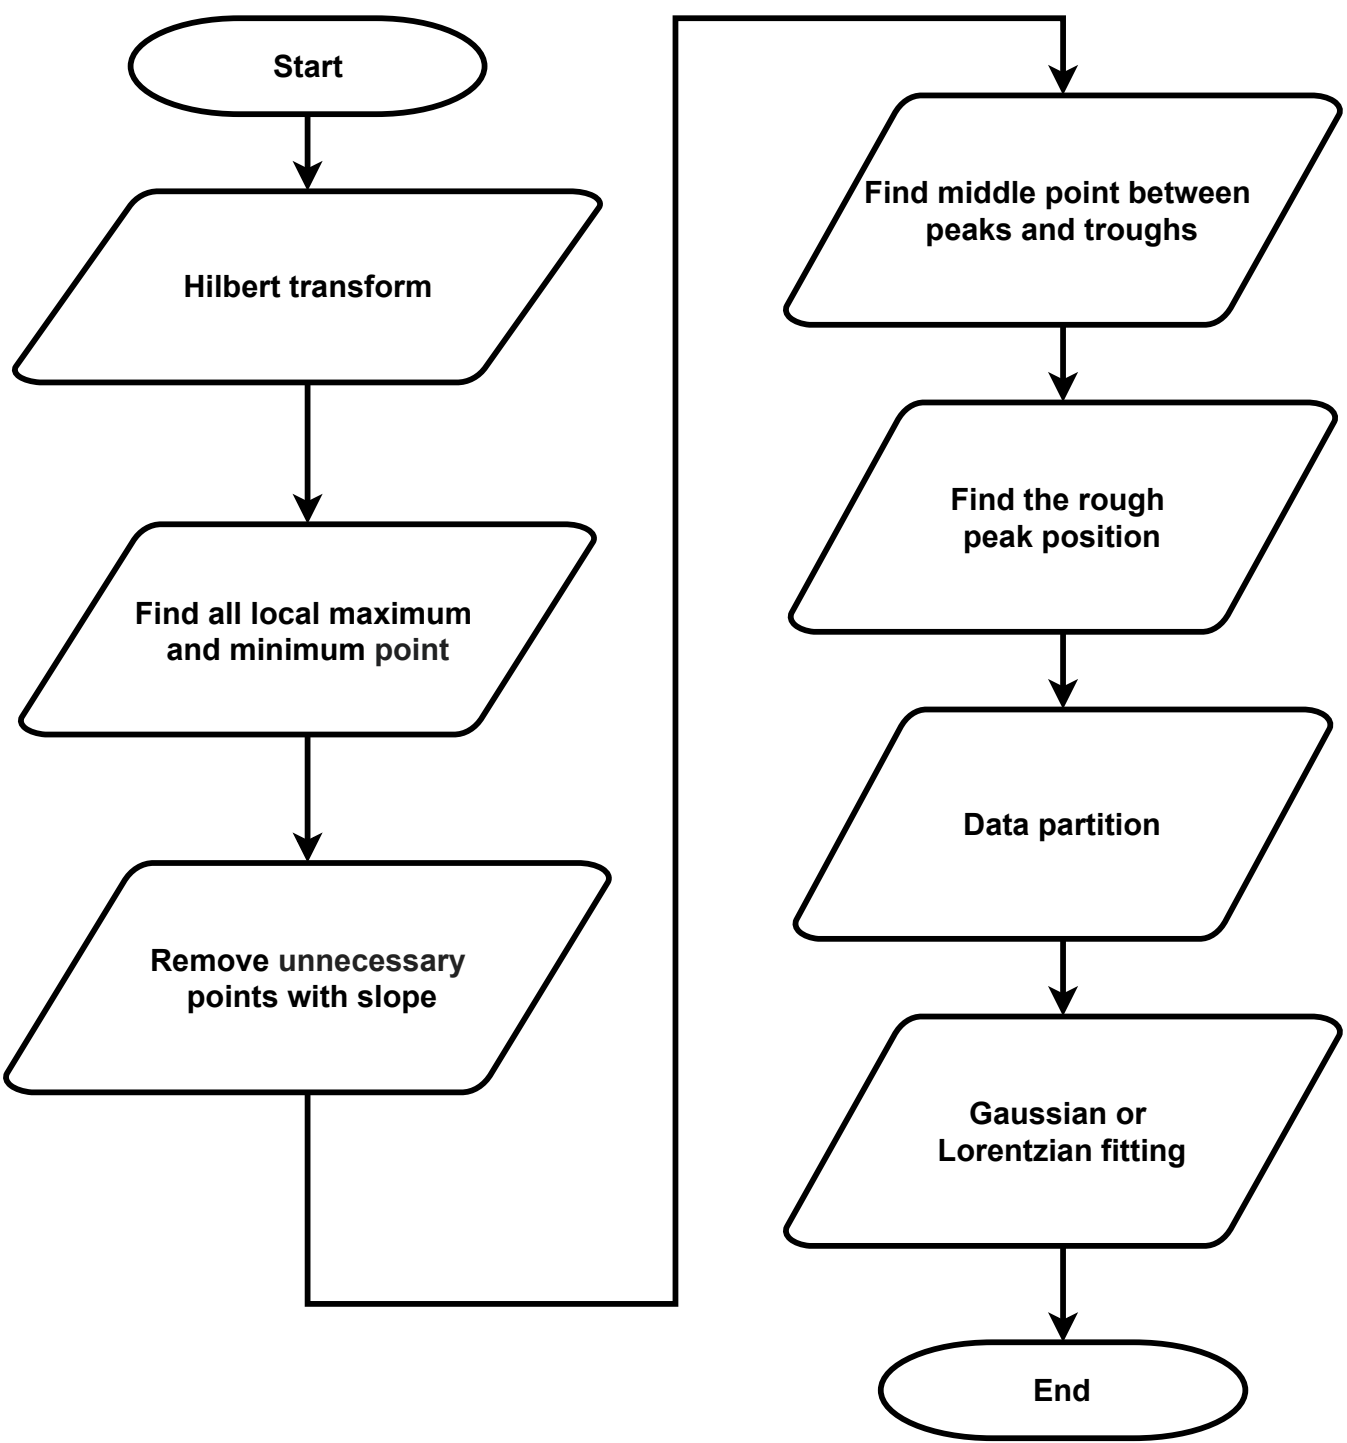 Start
Hilbert transform
Find all local maximum
and minimum point
Remove unnecessary
points with slope
Find middle point between
peaks and troughs
Find the rough
peak position
Data partition
Gaussian or
Lorentzian fitting
End